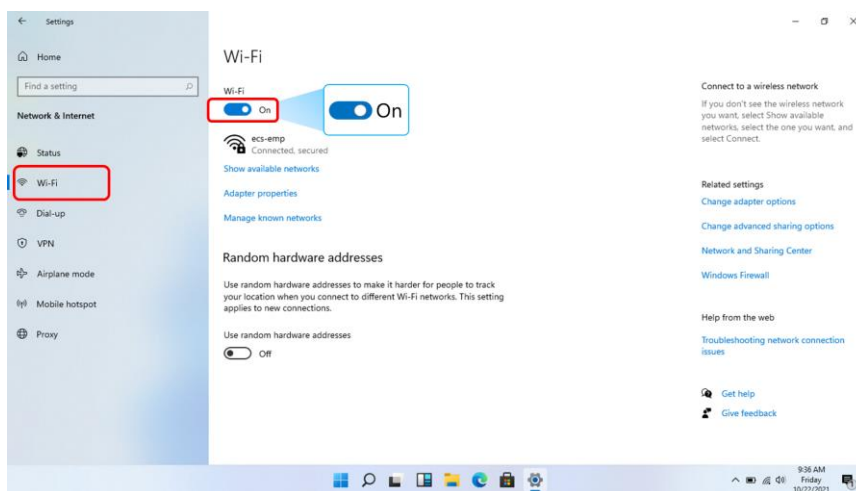 Settings
Home
Find a setting
Network & Internet
Status
Wi-Fi
Dial-up
VPN
Airplane mode
Mobile hotspot
Proxy
Wi-Fi
Wi-Fi
On
On
ecs-emp
Connected, secured
Show available networks
Adapter properties
Manage known networks
Random hardware addresses
Use random hardware addresses to make it harder for people to track
your location when you connect to different Wi-Fi networks. This setting
applies to new connections.
Use random hardware addresses
Off
Connect to a wireless network
If you don't see the wireless network
you want, select Show available
networks, select the one you want, and
select Connect.
Related settings
Change adapter options
Change advanced sharing options
Network and Sharing Center
Windows Firewall
Help from the web
Troubleshooting network connection
issues
Get help
Give feedback
9:36 AM
Friday
10/22/2021